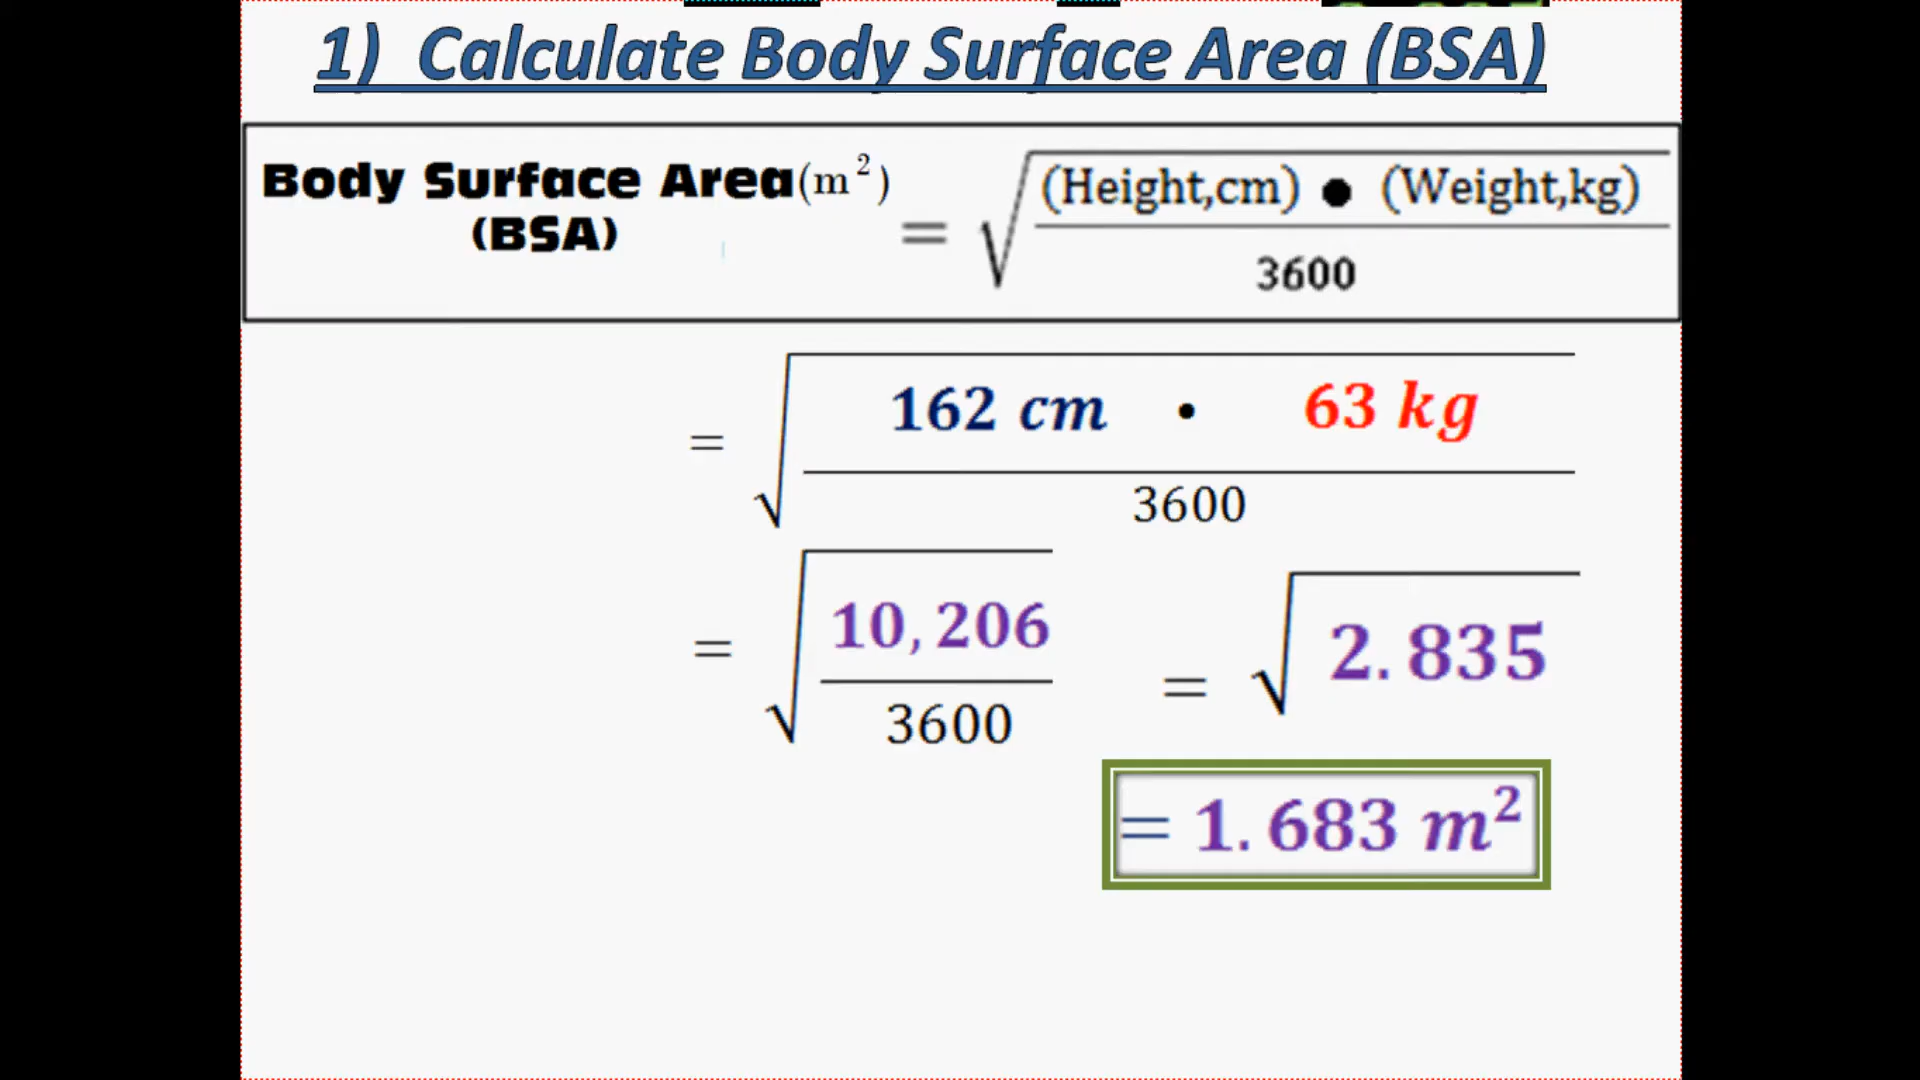 1) Calculate Body Surface Area (BSA)
Body Surface Area(m²)
(BSA)
= √ (Height,cm) ● (Weight,kg)
3600
= √ 162 cm · 63 kg
3600
= √ 10,206
3600
= √ 2.835
= 1.683 m²